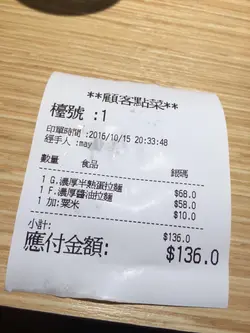 **顧客點菜**
檯號 :1
印單時間:2016/10/15 20:33:48
經手人 :may
數量 食品 銀碼
1 G.濃厚半熟蛋拉麵 $68.0
1 F.濃厚醬油拉麵 $58.0
1 加:粟米 $10.0
小計: $136.0
應付金額: $136.0